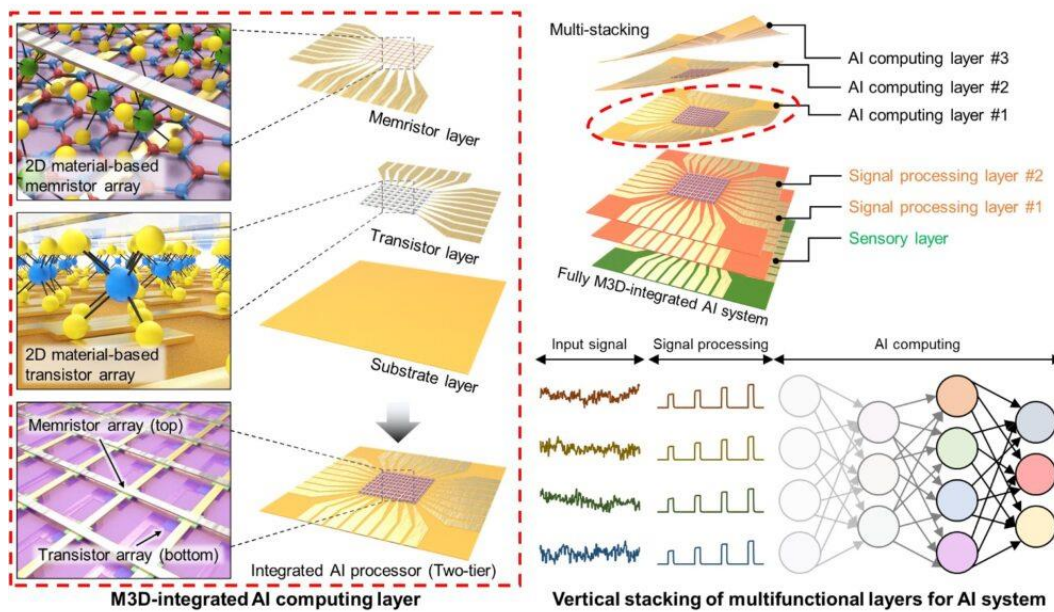 2D material-based
memristor array
Memristor layer
2D material-based
transistor array
Transistor layer
Substrate layer
Memristor array (top)
Transistor array (bottom)
Integrated AI processor (Two-tier)
M3D-integrated AI computing layer
Multi-stacking
AI computing layer #3
AI computing layer #2
AI computing layer #1
Signal processing layer #2
Signal processing layer #1
Sensory layer
Fully M3D-integrated AI system
Input signal
Signal processing
AI computing
Vertical stacking of multifunctional layers for AI system